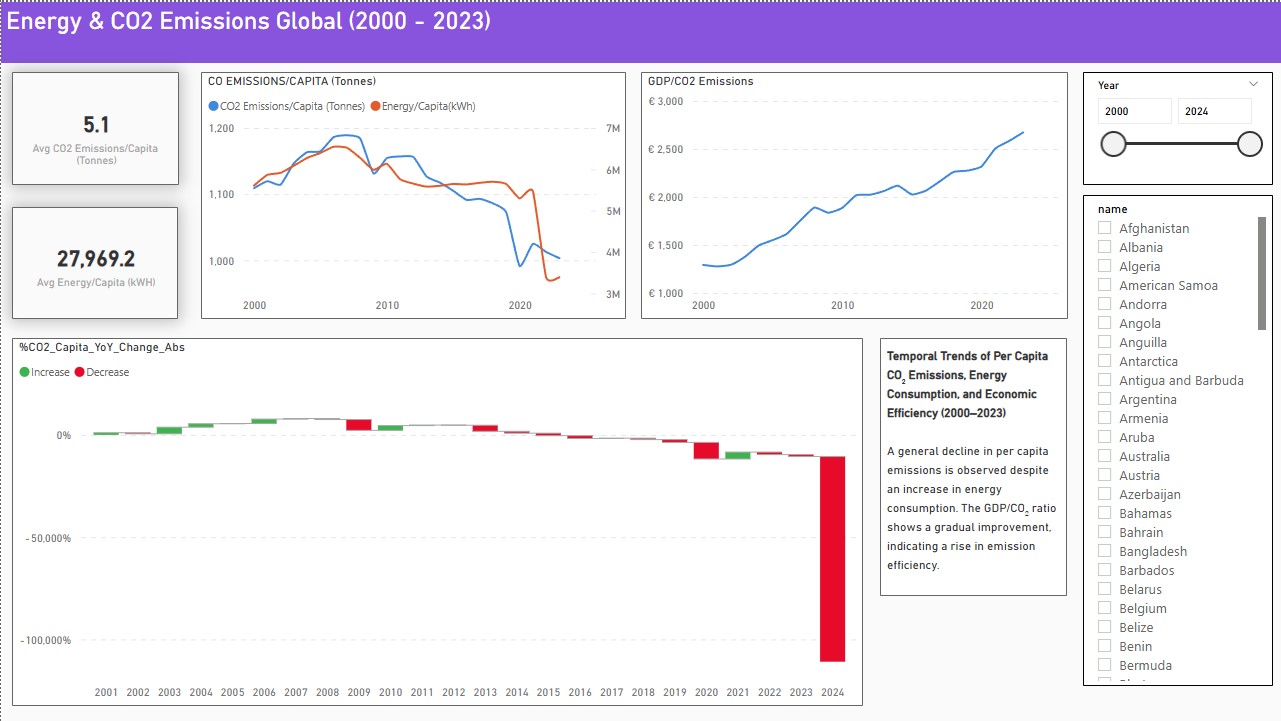 Energy & CO2 Emissions Global (2000 - 2023)
5.1
Avg CO2 Emissions/Capita
(Tonnes)
27,969.2
Avg Energy/Capita (kWH)
CO EMISSIONS/CAPITA (Tonnes)
CO2 Emissions/Capita (Tonnes) Energy/Capita(kWh)
1,200
1,100
1,000
7M
6M
5M
4M
3M
2000 2010 2020
GDP/CO2 Emissions
€ 3,000
€ 2,500
€ 2,000
€ 1,500
€ 1,000
2000 2010 2020
Year
2000 2024
name
Afghanistan
Albania
Algeria
American Samoa
Andorra
Angola
Anguilla
Antarctica
Antigua and Barbuda
Argentina
Armenia
Aruba
Australia
Austria
Azerbaijan
Bahamas
Bahrain
Bangladesh
Barbados
Belarus
Belgium
Belize
Benin
Bermuda
%CO2_Capita_YoY_Change_Abs
Increase Decrease
0%
-50,000%
-100,000%
2001 2002 2003 2004 2005 2006 2007 2008 2009 2010 2011 2012 2013 2014 2015 2016 2017 2018 2019 2020 2021 2022 2023 2024
Temporal Trends of Per Capita
CO₂ Emissions, Energy
Consumption, and Economic
Efficiency (2000–2023)
A general decline in per capita
emissions is observed despite
an increase in energy
consumption. The GDP/CO₂ ratio
shows a gradual improvement,
indicating a rise in emission
efficiency.